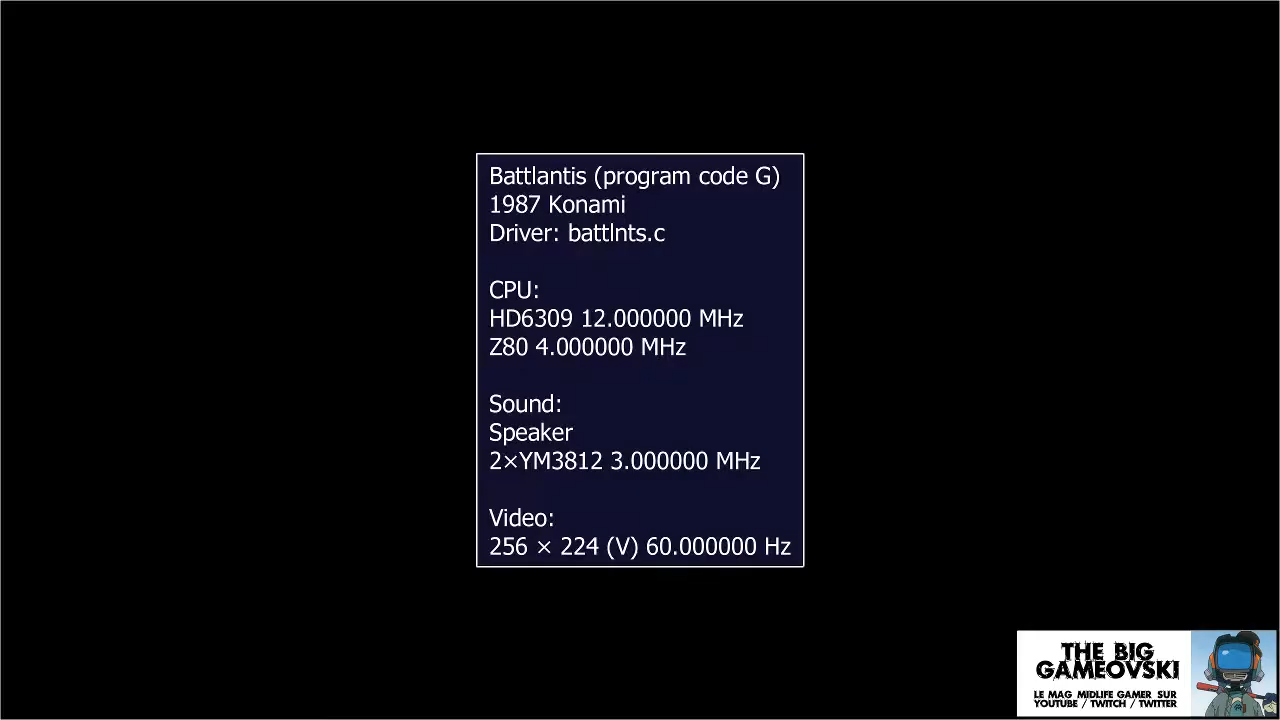 Battlantis (program code G)
1987 Konami
Driver: battlnts.c
CPU:
HD6309 12.000000 MHz
Z80 4.000000 MHz
Sound:
Speaker
2×YM3812 3.000000 MHz
Video:
256 × 224 (V) 60.000000 Hz
THE BIG
GAMEOVSKI
LE MAG MIDLIFE GAMER SUR
YOUTUBE / TWITCH / TWITTER